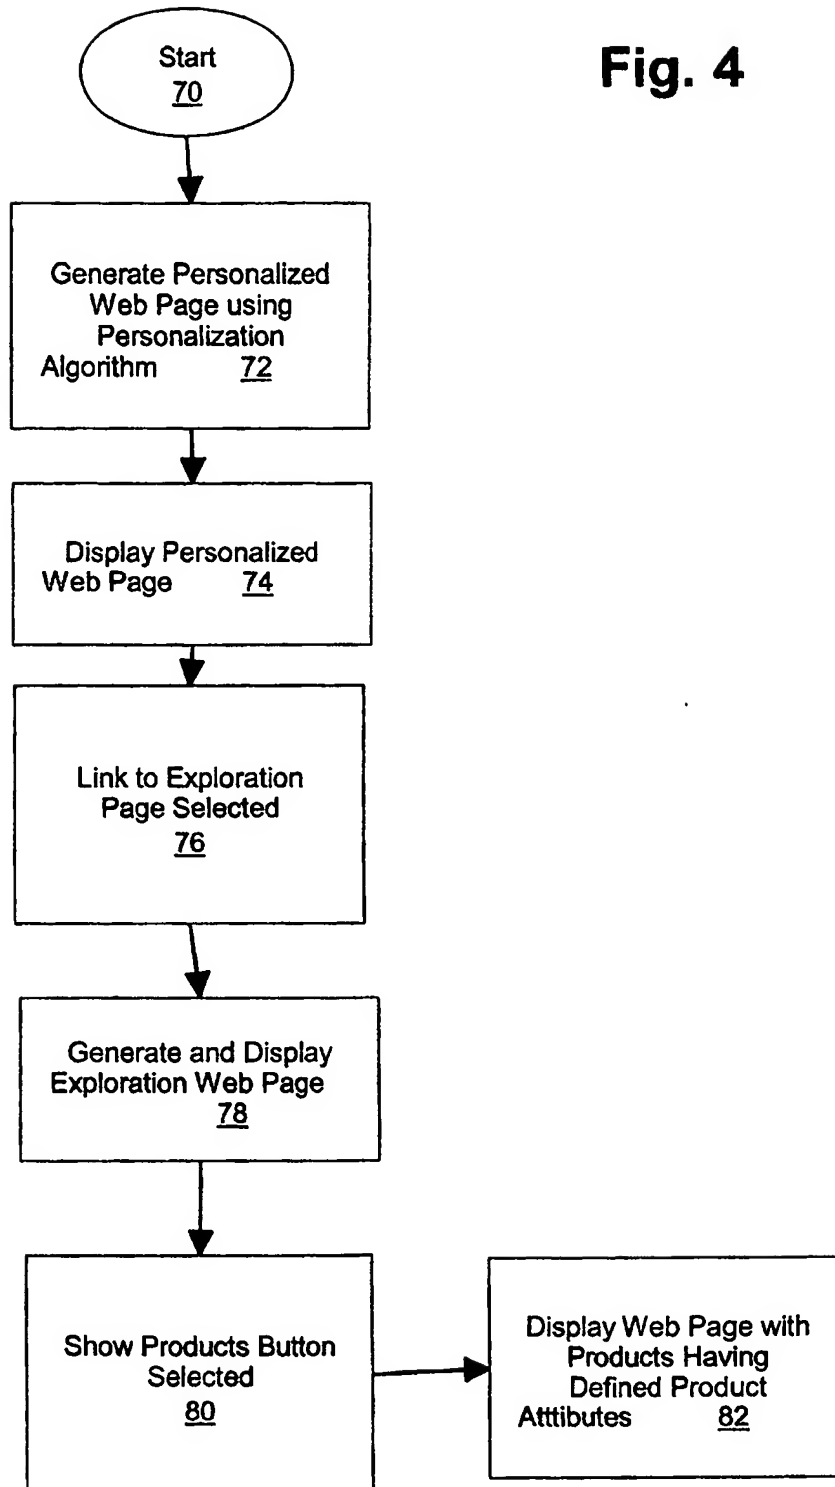 Fig. 4
Start
70
Generate Personalized
Web Page using
Personalization
Algorithm 72
Display Personalized
Web Page 74
Link to Exploration
Page Selected
76
Generate and Display
Exploration Web Page
78
Show Products Button
Selected
80
Display Web Page with
Products Having
Defined Product
Atttibutes 82